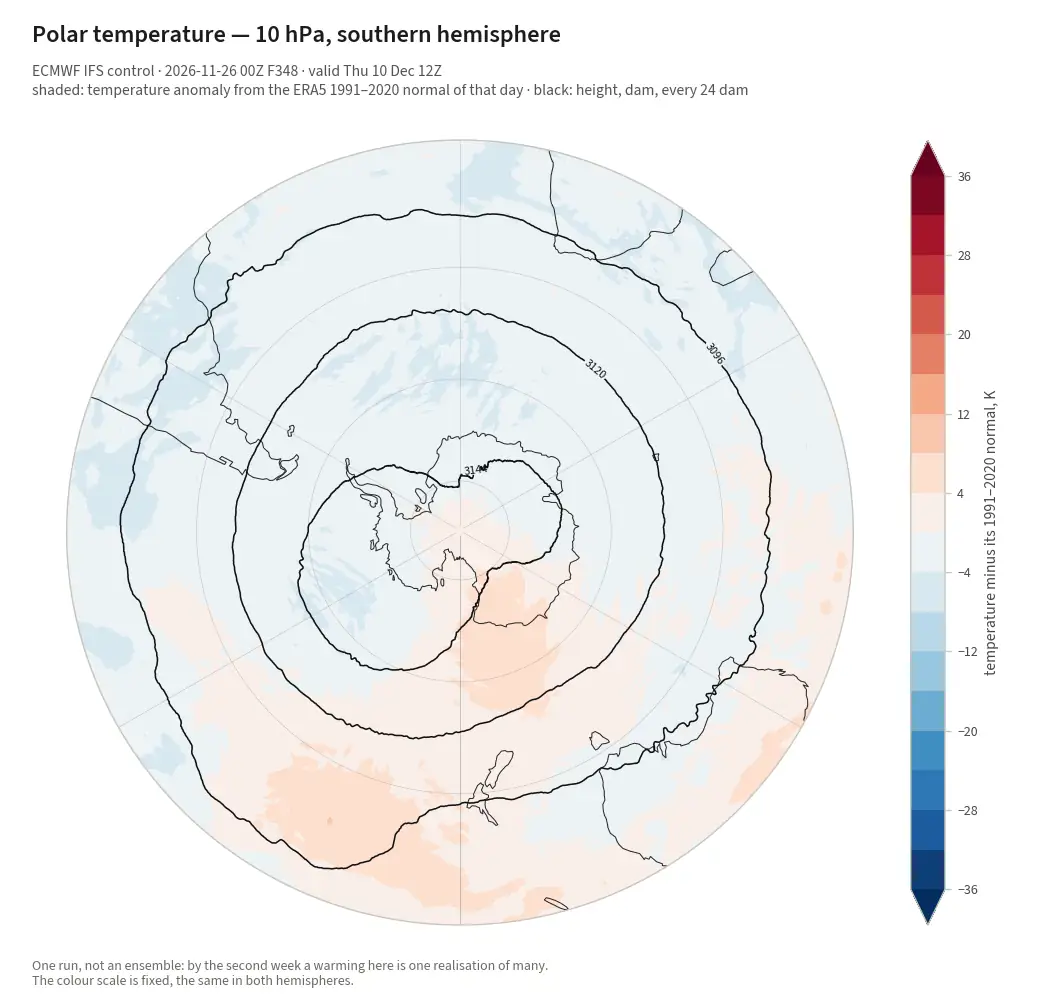 Polar temperature — 10 hPa, southern hemisphere
ECMWF IFS control · 2026-11-26 00Z F348 · valid Thu 10 Dec 12Z
shaded: temperature anomaly from the ERA5 1991–2020 normal of that day · black: height, dam, every 24 dam
36
28
20
12
4
−4
−12
−20
−28
−36
temperature minus its 1991–2020 normal, K
3096
3120
3144
One run, not an ensemble: by the second week a warming here is one realisation of many.
The colour scale is fixed, the same in both hemispheres.